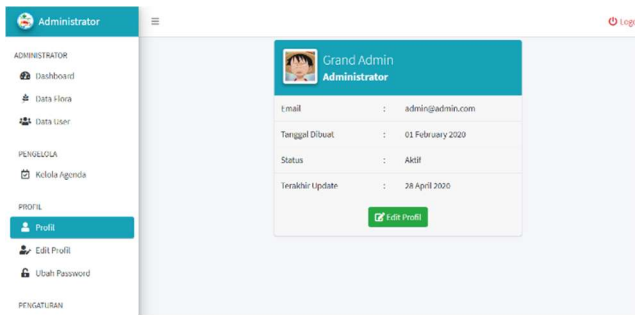 Administrator
ADMINISTRATOR
Dashboard
Data Flora
Data User
PENGELOLA
Kelola Agenda
PROFIL
Profil
Edit Profil
Ubah Password
PENGATURAN
Grand Admin
Administrator
Email : admin@admin.com
Tanggal Dibuat : 01 February 2020
Status : Aktif
Terakhir Update : 28 April 2020
Edit Profil